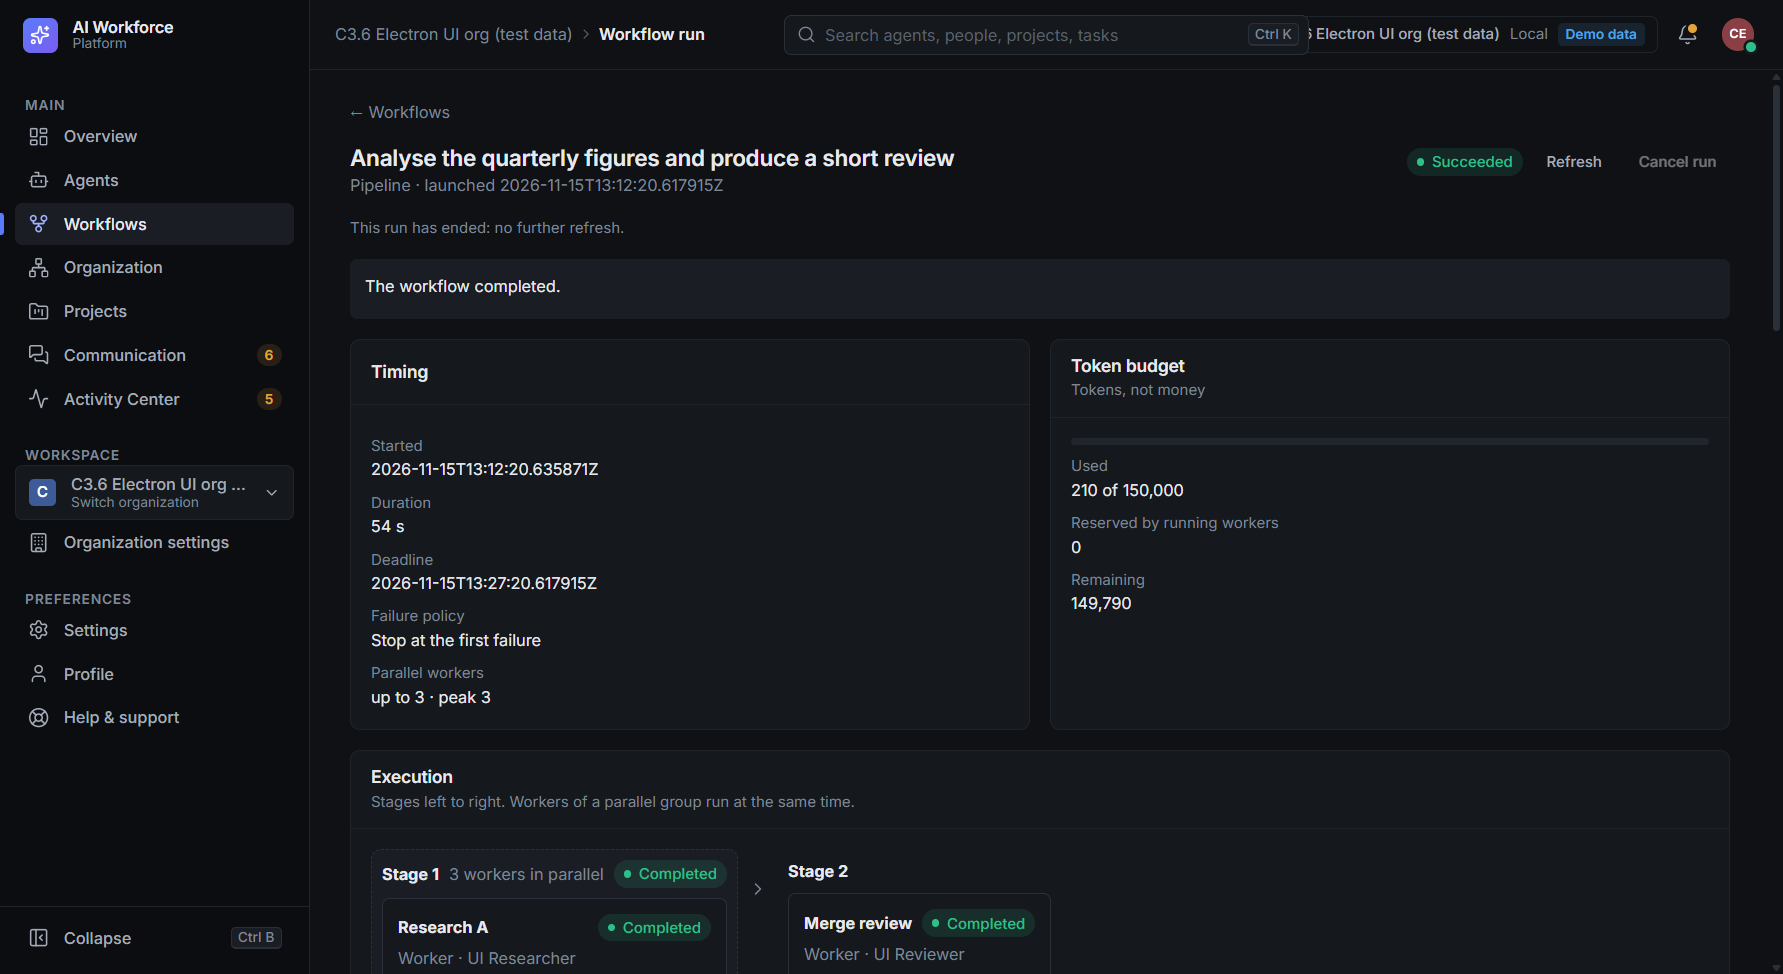 AI Workforce
Platform
C3.6 Electron UI org (test data) > Workflow run
Search agents, people, projects, tasks
Ctrl K
Electron UI org (test data) Local Demo data
CE
MAIN
Overview
Agents
Workflows
Organization
Projects
Communication 6
Activity Center 5
WORKSPACE
C
C3.6 Electron UI org ...
Switch organization
Organization settings
PREFERENCES
Settings
Profile
Help & support
Collapse Ctrl B
← Workflows
Analyse the quarterly figures and produce a short review
Pipeline · launched 2026-11-15T13:12:20.617915Z
Succeeded Refresh Cancel run
This run has ended: no further refresh.
The workflow completed.
Timing
Started
2026-11-15T13:12:20.635871Z
Duration
54 s
Deadline
2026-11-15T13:27:20.617915Z
Failure policy
Stop at the first failure
Parallel workers
up to 3 · peak 3
Token budget
Tokens, not money
Used
210 of 150,000
Reserved by running workers
0
Remaining
149,790
Execution
Stages left to right. Workers of a parallel group run at the same time.
Stage 1 3 workers in parallel Completed
Research A Completed
Worker · UI Researcher
Stage 2
Merge review Completed
Worker · UI Reviewer